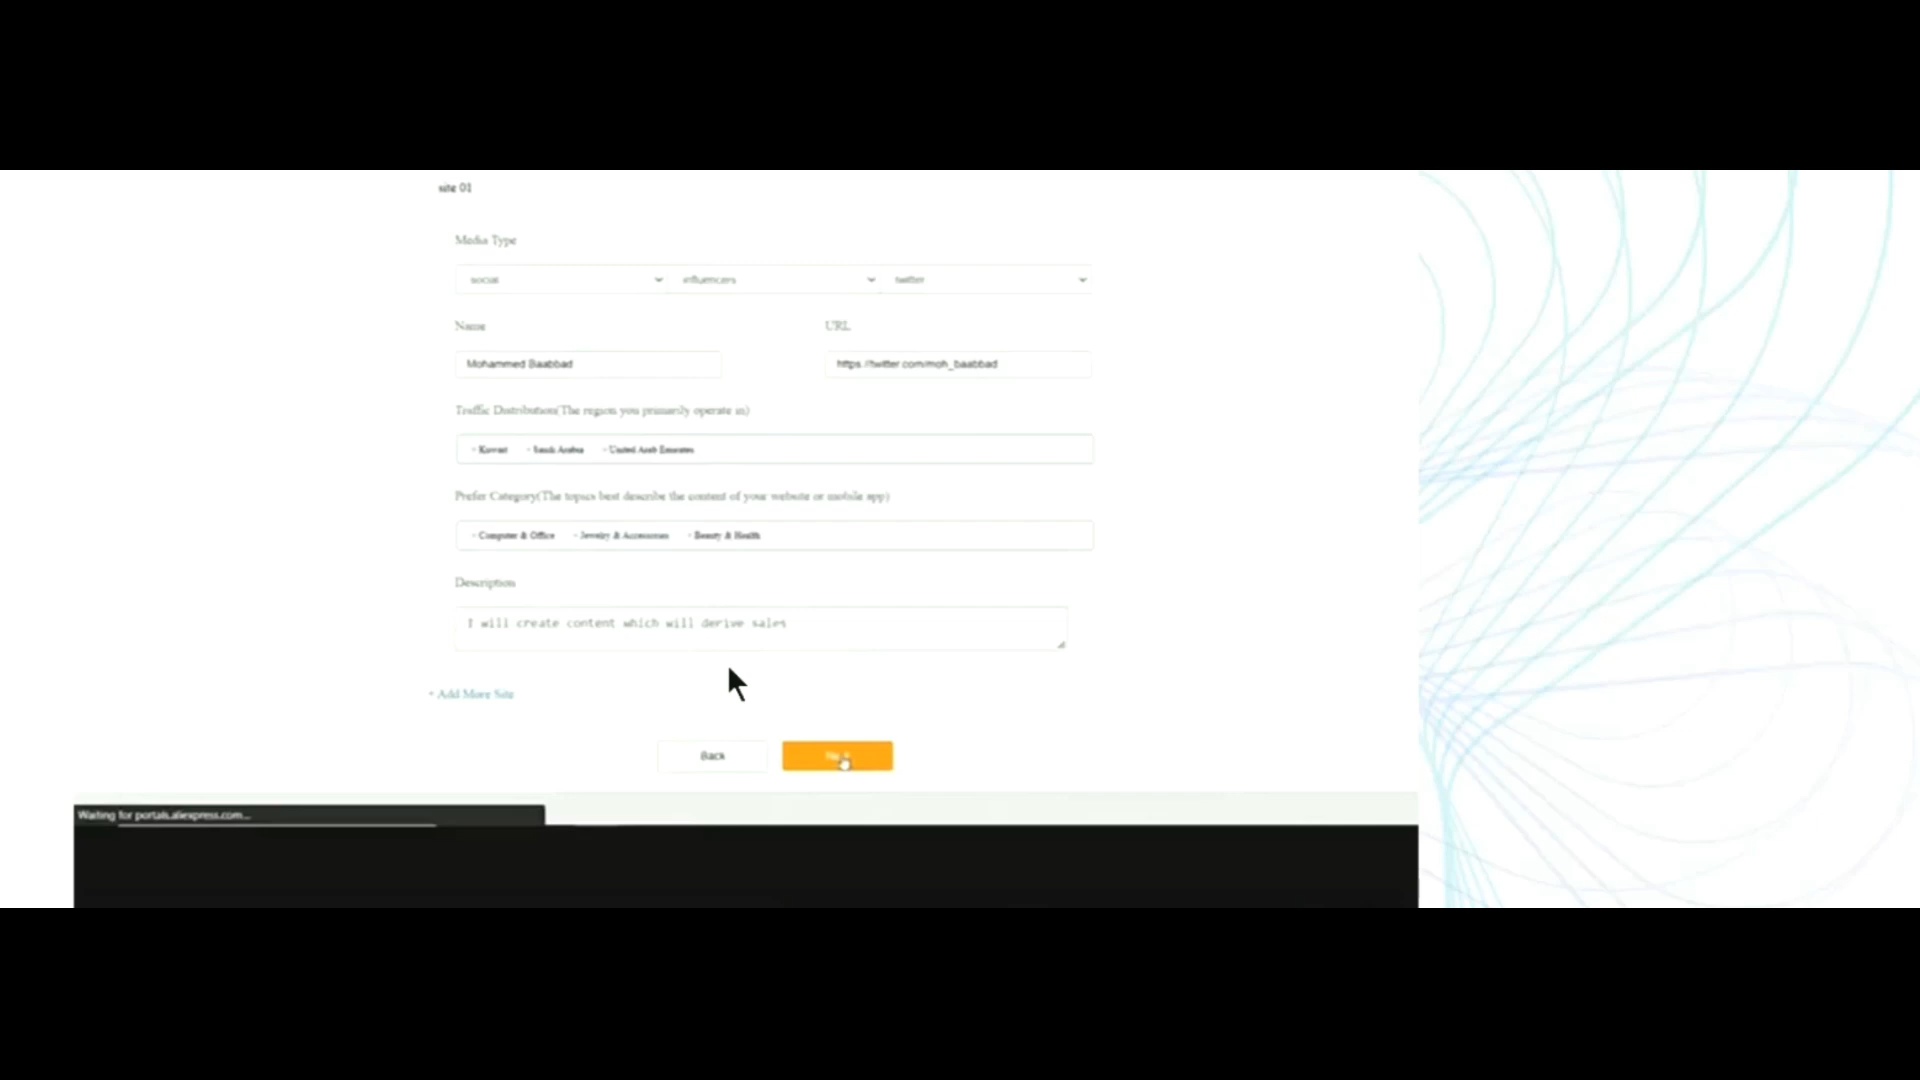 site 01
Media Type
social influencers twitter
Name URL
Mohammed Baabbad https://twitter.com/moh_baabbad
Traffic Distribution(The region you primarily operate in)
- Kuwait - Saudi Arabia - United Arab Emirates
Prefer Category(The topics best describe the content of your website or mobile app)
- Computer & Office - Jewelry & Accessories - Beauty & Health
Description
I will create content which will derive sales
+ Add More Site
Back
Waiting for portals.aliexpress.com...